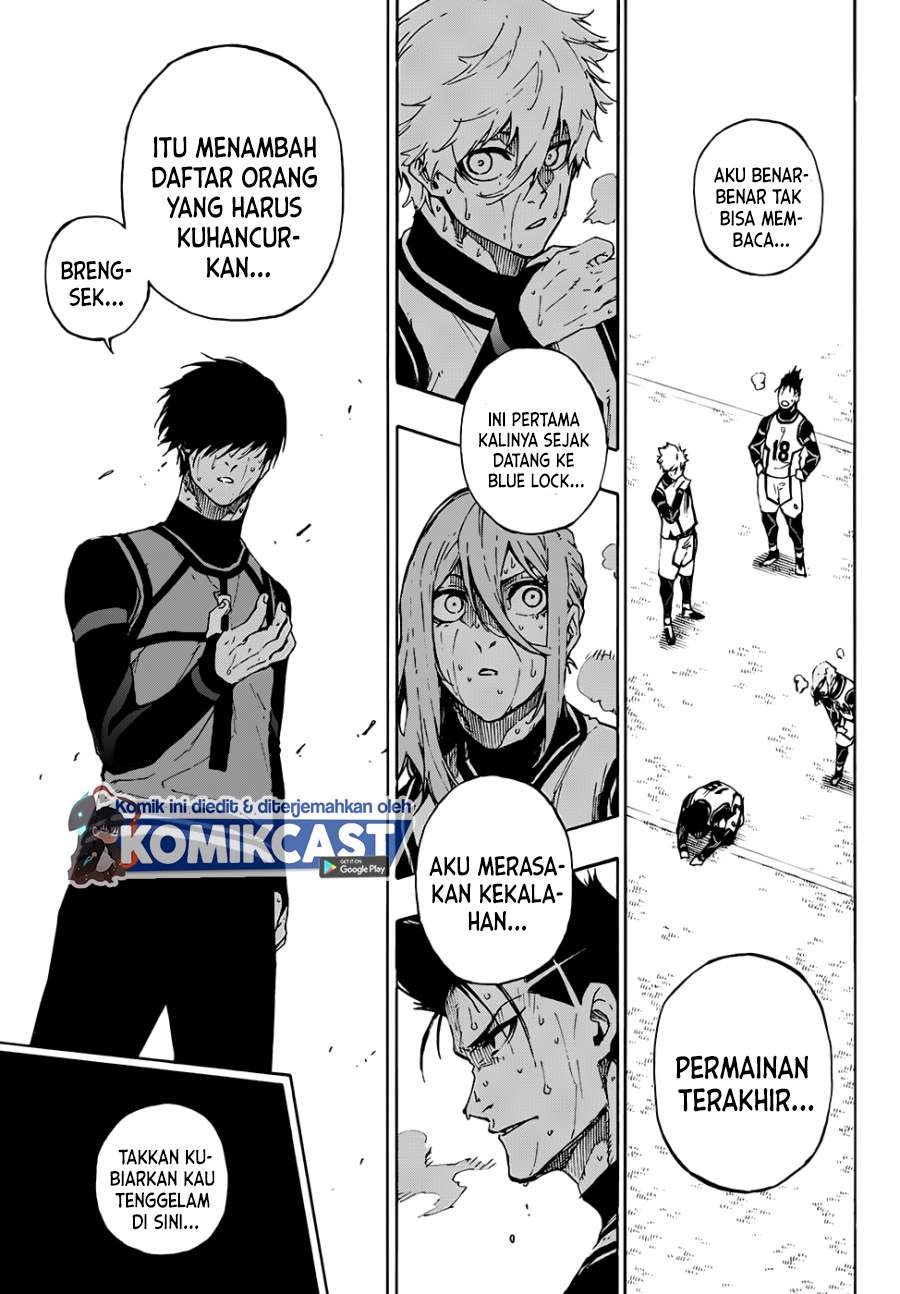 AKU BENAR-
BENAR TAK
BISA MEM-
BACA...
18
PERMAINAN
TERAKHIR...
INI PERTAMA
KALINYA SEJAK
DATANG KE
BLUE LOCK...
AKU MERASA-
KAN KEKALA-
HAN...
ITU MENAMBAH
DAFTAR ORANG
YANG HARUS
KUHANCUR-
KAN...
BRENG-
SEK...
Komik ini diedit & diterjemahkan oleh
KOMIKCAST
GET IT ON
Google Play
TAKKAN KU-
BIARKAN KAU
TENGGELAM
DI SINI...